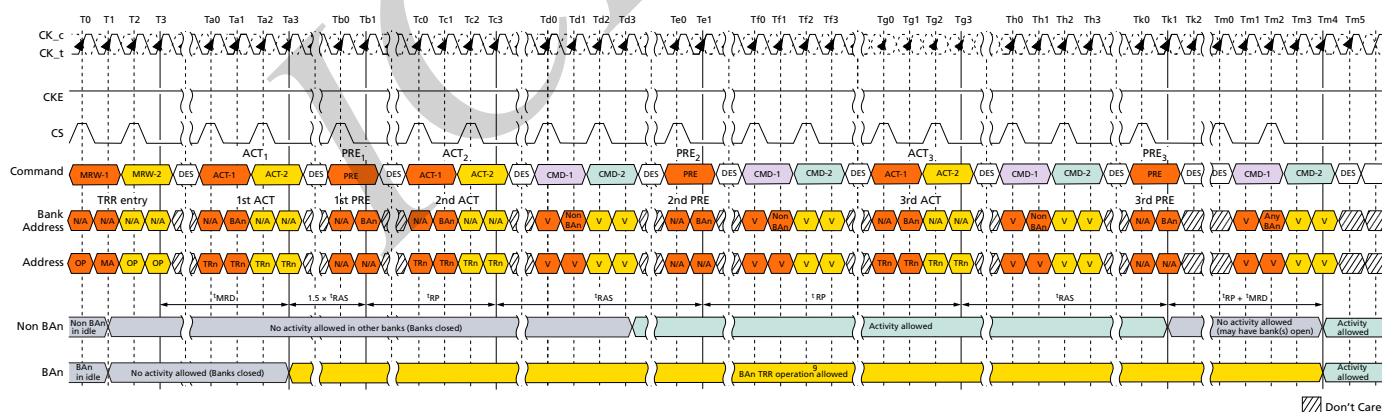 T0 T1 T2 T3 Ta0 Ta1 Ta2 Ta3 Tb0 Tb1 Tc0 Tc1 Tc2 Tc3 Td0 Td1 Td2 Td3 Te0 Te1 Tf0 Tf1 Tf2 Tf3 Tg0 Tg1 Tg2 Tg3 Th0 Th1 Th2 Th3 Tk0 Tk1 Tk2 Tm0 Tm1 Tm2 Tm3 Tm4 Tm5
CK_c
CK_t
CKE
CS
ACT1 PRE1 ACT2 PRE2 ACT3 PRE3
Command MRW-1 MRW-2 DES ACT-1 ACT-2 DES PRE DES ACT-1 ACT-2 DES CMD-1 CMD-2 DES PRE DES CMD-1 CMD-2 DES ACT-1 ACT-2 DES CMD-1 CMD-2 DES PRE DES DES CMD-1 CMD-2 DES
TRR entry 1st ACT 1st PRE 2nd ACT 2nd PRE 3rd ACT 3rd PRE
Bank Address N/A N/A N/A N/A N/A BAn N/A N/A N/A BAn N/A BAn N/A N/A V Non BAn V V N/A BAn V Non BAn V V N/A BAn N/A N/A V Non BAn V V N/A BAn V Any BAn V V
Address OP MA OP OP TRn TRn TRn TRn N/A N/A TRn TRn TRn TRn V V V V N/A N/A V V V V TRn TRn TRn TRn V V V V N/A N/A V V V V
tMRD 1.5 × tRAS tRP tRAS tRP tRAS tRP + tMRD
Non BAn Non BAn in idle No activity allowed in other banks (Banks closed) Activity allowed No activity allowed (may have bank(s) open) Activity allowed
BAn BAn in idle No activity allowed (Banks closed) BAn TRR operation allowed9 Activity allowed
Don't Care